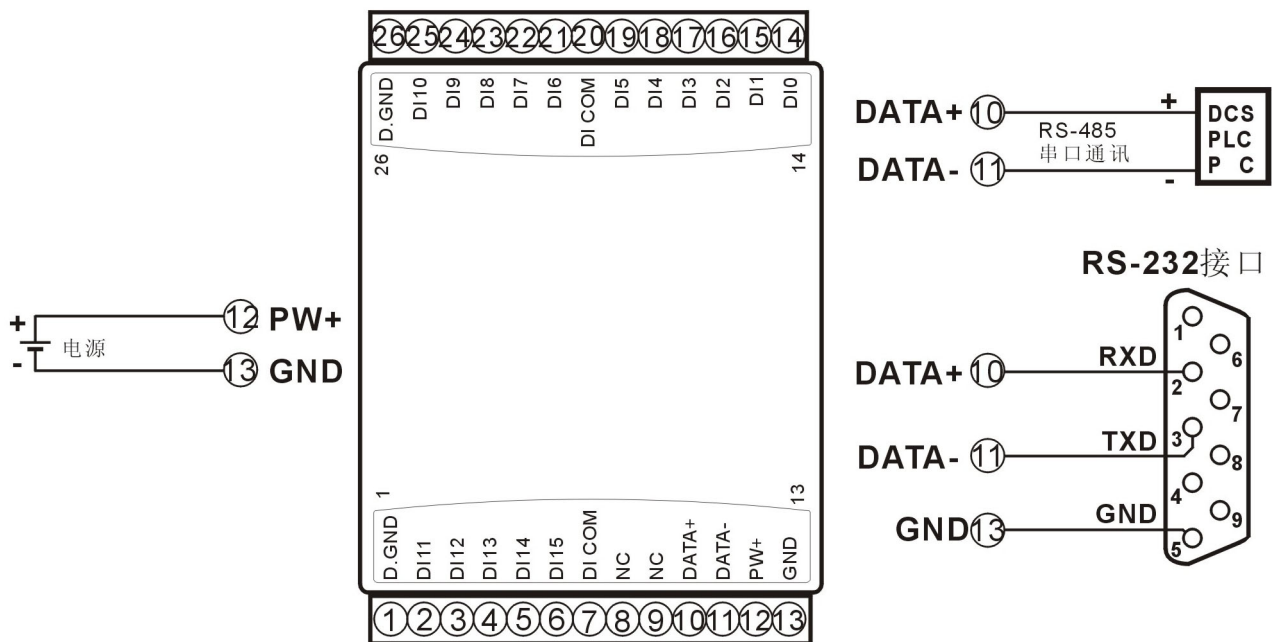 26 25 24 23 22 21 20 19 18 17 16 15 14
D.GND DI10 DI9 DI8 DI7 DI6 DI COM DI5 DI4 DI3 DI2 DI1 DI0
26 14
+
-
电源
12 PW+
13 GND
1 13
D.GND DI11 DI12 DI13 DI14 DI15 DI COM NC NC DATA+ DATA- PW+ GND
1 2 3 4 5 6 7 8 9 10 11 12 13
DATA+ 10
+
RS-485
串口通讯
DATA- 11
-
DCS
PLC
P C
RS-232接口
DATA+ 10 RXD
DATA- 11 TXD
GND 13 GND
1
6
2
7
3
8
4
9
5